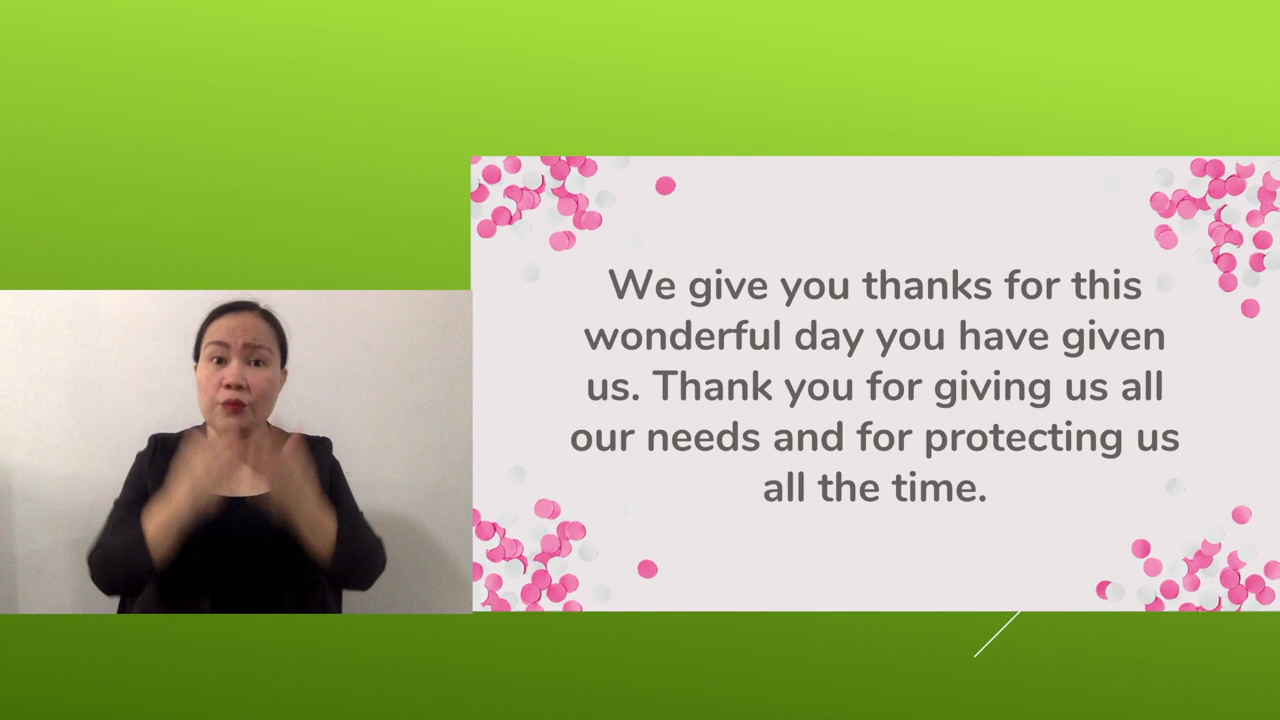 We give you thanks for this
wonderful day you have given
us. Thank you for giving us all
our needs and for protecting us
all the time.